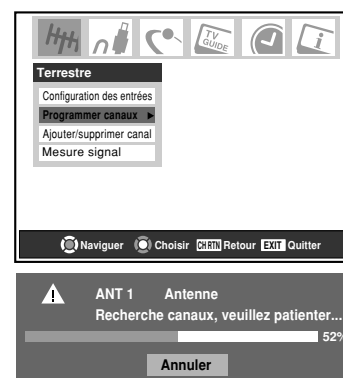 TV
GUIDE
Terrestre
Configuration des entrées
Programmer canaux
Ajouter/supprimer canal
Mesure signal
Naviguer Choisir CH RTN Retour EXIT Quitter
ANT 1 Antenne
Recherche canaux, veuillez patienter...
52%
Annuler